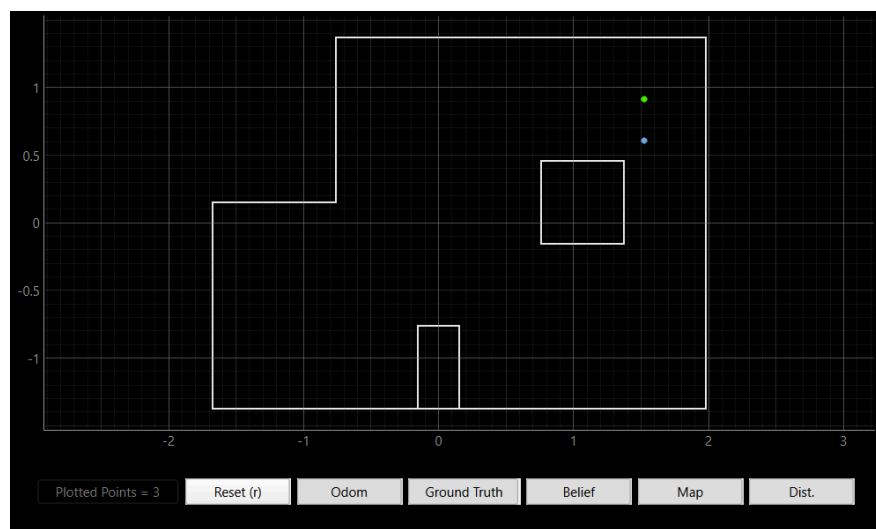 1
0.5
0
-0.5
-1
-2 -1 0 1 2 3
Plotted Points = 3 Reset (r) Odom Ground Truth Belief Map Dist.